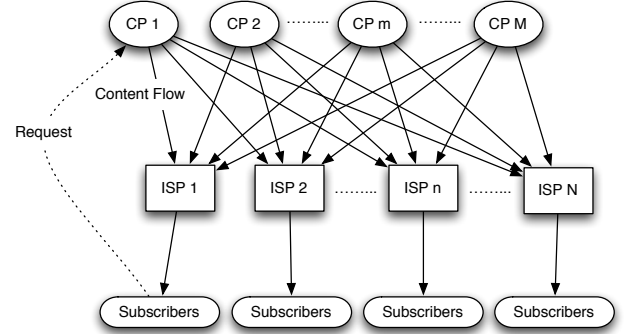 CP 1 CP 2 ........ CP m ........ CP M
Content Flow
Request
ISP 1 ISP 2 ........ ISP n ........ ISP N
Subscribers Subscribers Subscribers Subscribers